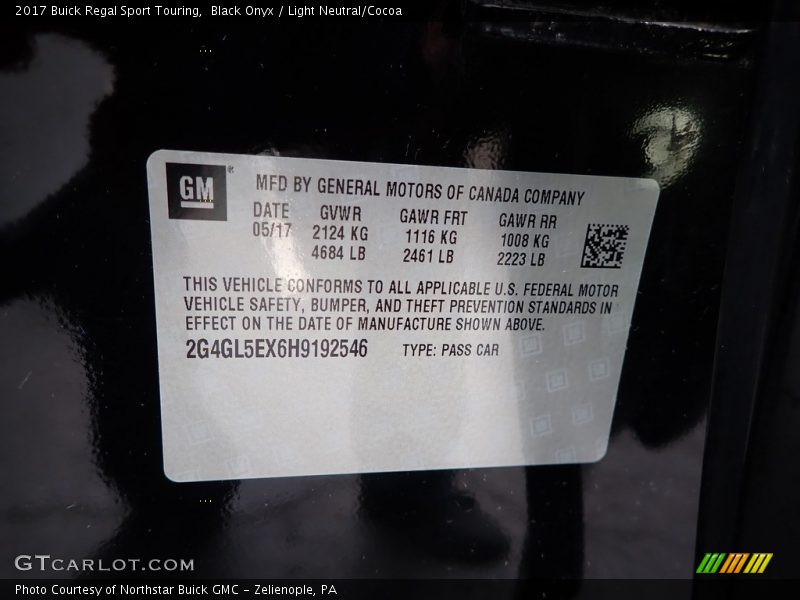 2017 Buick Regal Sport Touring,  Black Onyx / Light Neutral/Cocoa
GM®
MFD BY GENERAL MOTORS OF CANADA COMPANY
DATE GVWR GAWR FRT GAWR RR
05/17 2124 KG 1116 KG 1008 KG
4684 LB 2461 LB 2223 LB
THIS VEHICLE CONFORMS TO ALL APPLICABLE U.S. FEDERAL MOTOR
VEHICLE SAFETY, BUMPER, AND THEFT PREVENTION STANDARDS IN
EFFECT ON THE DATE OF MANUFACTURE SHOWN ABOVE.
2G4GL5EX6H9192546 TYPE: PASS CAR
GTCARLOT.COM
Photo Courtesy of Northstar Buick GMC - Zelienople, PA